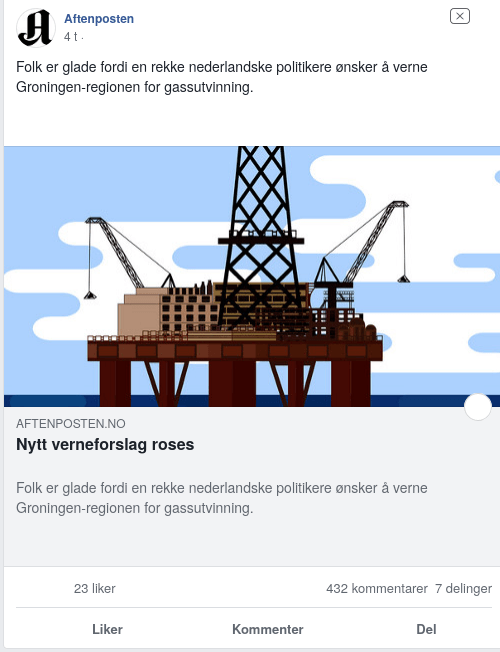 Aftenposten
4 t ·
Folk er glade fordi en rekke nederlandske politikere ønsker å verne
Groningen-regionen for gassutvinning.
AFTENPOSTEN.NO
Nytt verneforslag roses
Folk er glade fordi en rekke nederlandske politikere ønsker å verne
Groningen-regionen for gassutvinning.
23 liker 432 kommentarer 7 delinger
Liker Kommenter Del